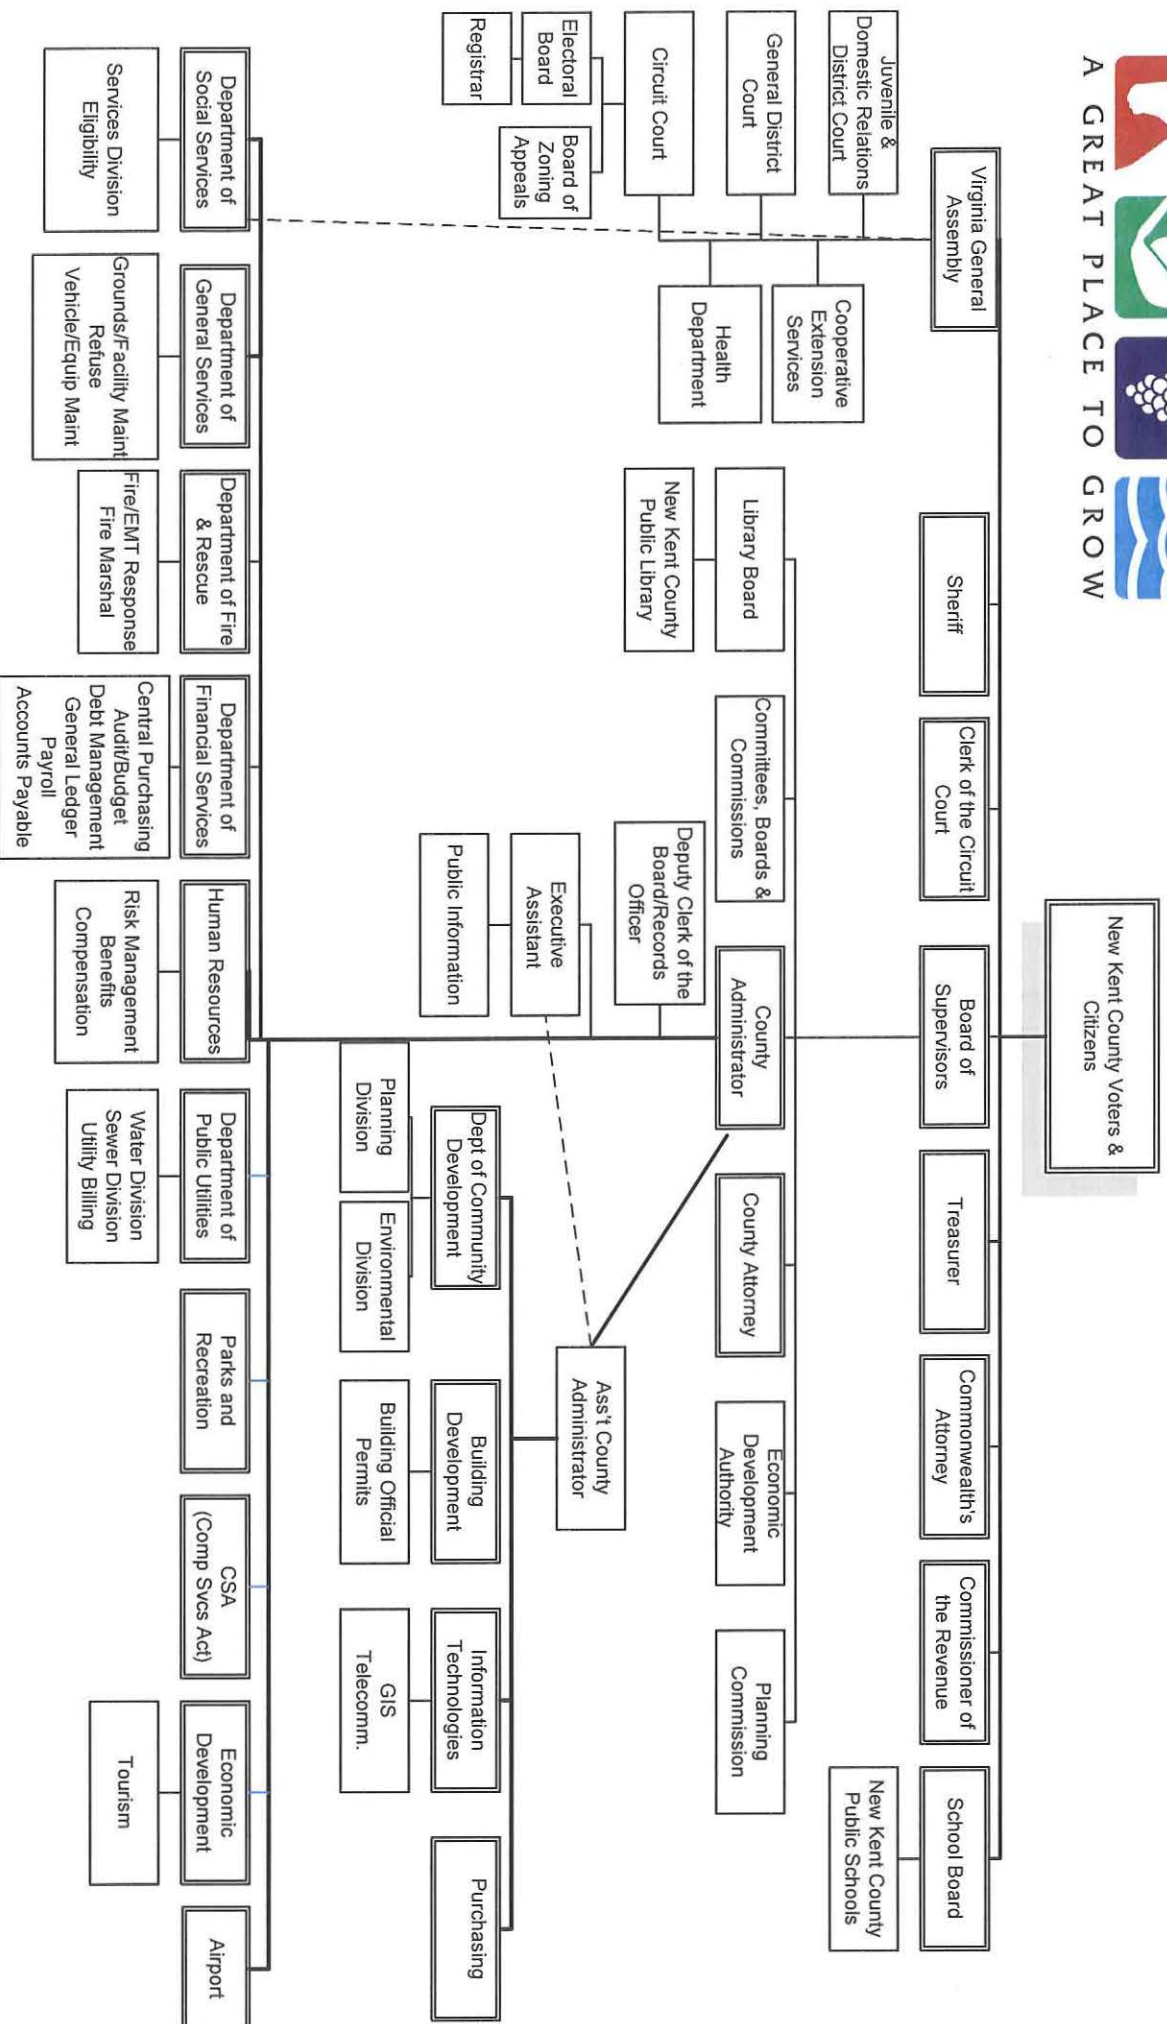 A GREAT PLACE TO GROW
New Kent County Voters &
Citizens
Virginia General
Assembly
Sheriff
Clerk of the Circuit
Court
Board of
Supervisors
Treasurer
Commonwealth's
Attorney
Commissioner of
the Revenue
School Board
New Kent County
Public Schools
Juvenile &
Domestic Relations
District Court
General District
Court
Circuit Court
Electoral
Board
Registrar
Board of
Zoning
Appeals
Cooperative
Extension
Services
Health
Department
Library Board
New Kent County
Public Library
Committees, Boards &
Commissions
County
Administrator
County Attorney
Economic
Development
Authority
Planning
Commission
Deputy Clerk of the
Board/Records
Officer
Executive
Assistant
Public Information
Ass't County
Administrator
Dept of Community
Development
Planning
Division
Environmental
Division
Building
Development
Building Official
Permits
Information
Technologies
GIS
Telecomm.
Purchasing
Department of
Social Services
Services Division
Eligibility
Department of
General Services
Grounds/Facility Maint
Refuse
Vehicle/Equip Maint
Department of Fire
& Rescue
Fire/EMT Response
Fire Marshal
Department of
Financial Services
Central Purchasing
Audit/Budget
Debt Management
General Ledger
Payroll
Accounts Payable
Human Resources
Risk Management
Benefits
Compensation
Department of
Public Utilities
Water Division
Sewer Division
Utility Billing
Parks and
Recreation
CSA
(Comp Svcs Act)
Economic
Development
Tourism
Airport